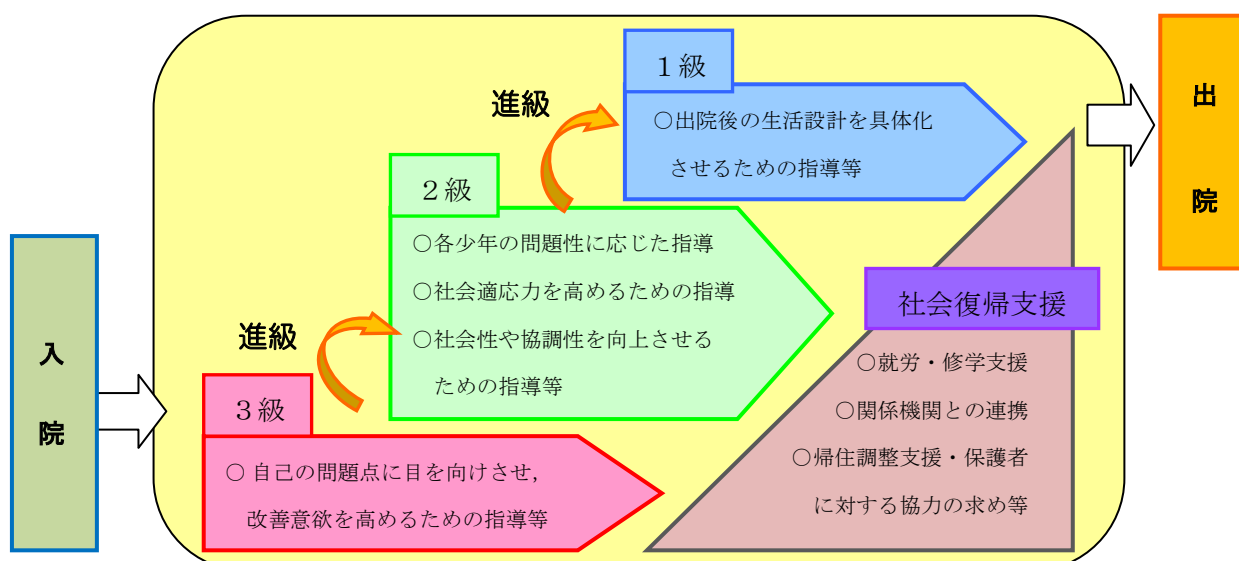 入
院
３級
○ 自己の問題点に目を向けさせ，
改善意欲を高めるための指導等
進級
２級
○各少年の問題性に応じた指導
○社会適応力を高めるための指導
○社会性や協調性を向上させる
ための指導等
進級
１級
○出院後の生活設計を具体化
させるための指導等
社会復帰支援
○就労・修学支援
○関係機関との連携
○帰住調整支援・保護者
に対する協力の求め等
出
院